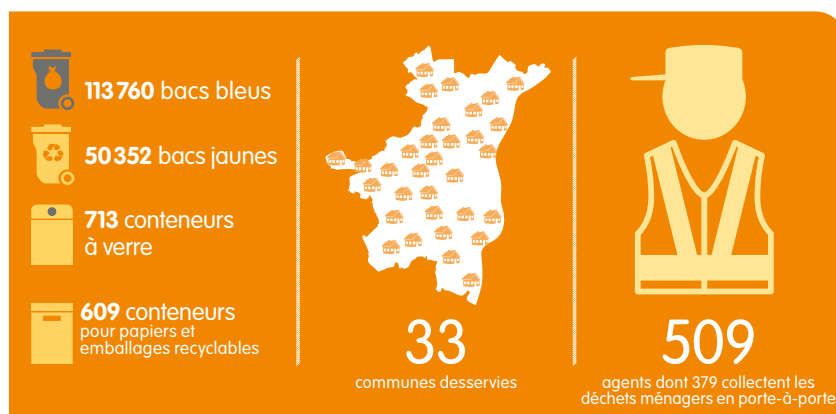 113 760 bacs bleus
50 352 bacs jaunes
713 conteneurs
à verre
609 conteneurs
pour papiers et
emballages recyclables
33
communes desservies
509
agents dont 379 collectent les
déchets ménagers en porte-à-porte